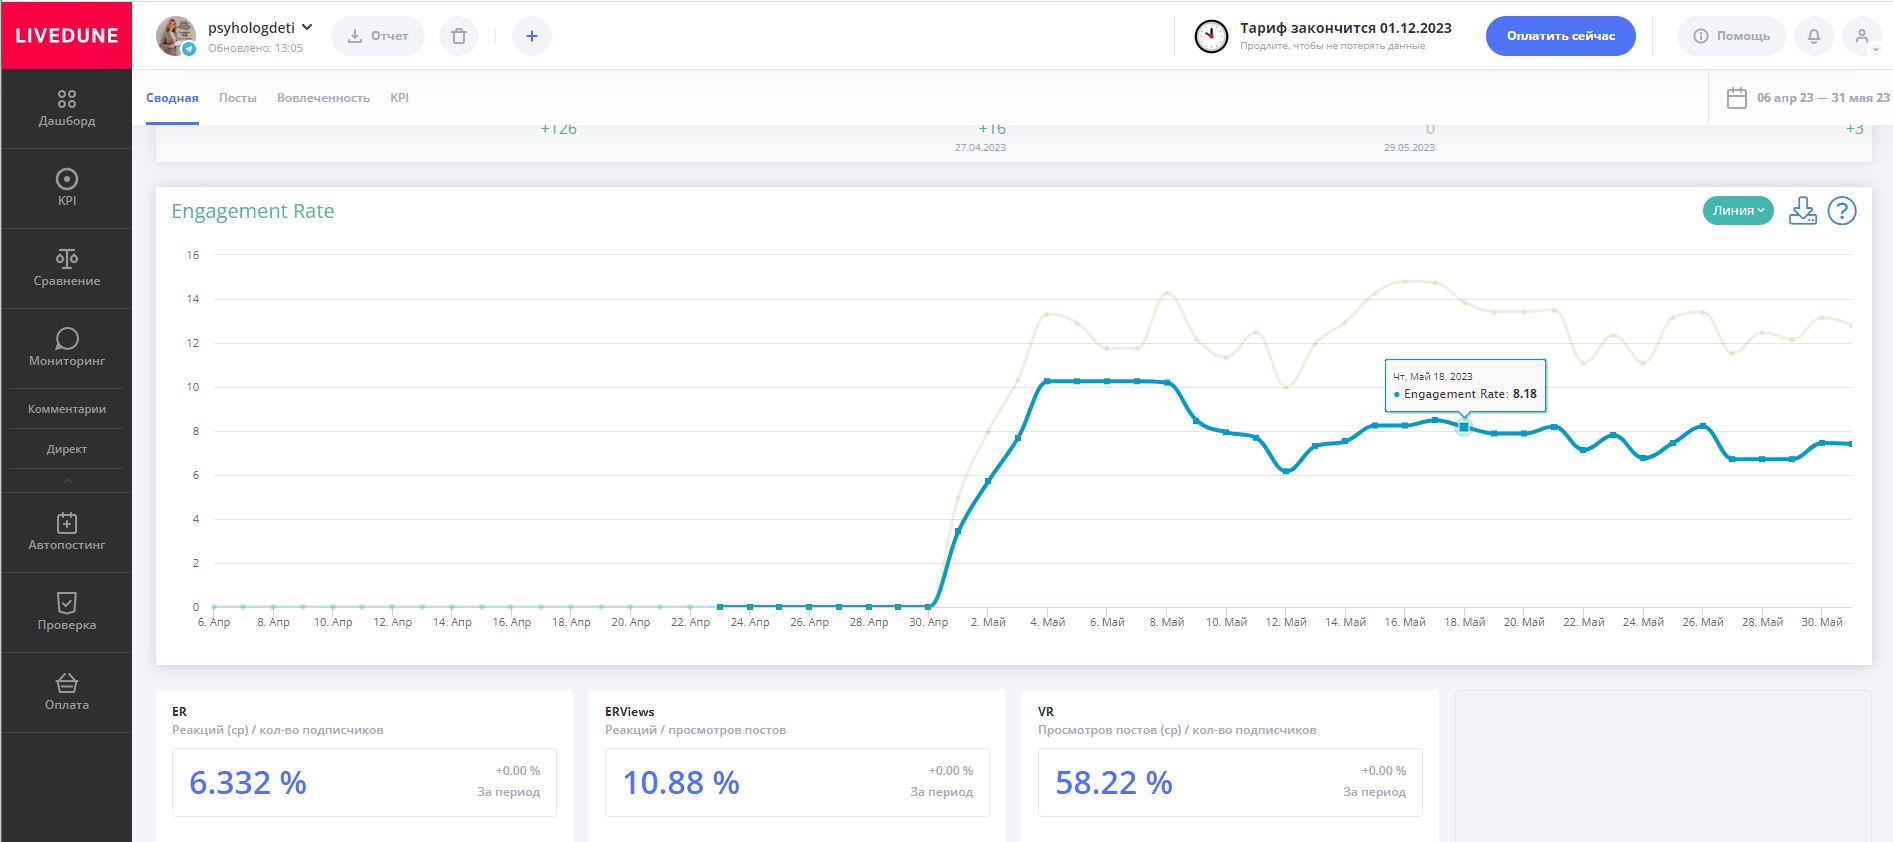 LIVEDUNE
psyhologdeti
Обновлено: 13:05
Отчет
+
Тариф закончится 01.12.2023
Продлите, чтобы не потерять данные
Оплатить сейчас
Помощь
Сводная
Посты
Вовлеченность
KPI
06 апр 23 — 31 мая 23
Дашборд
KPI
Сравнение
Мониторинг
Комментарии
Директ
Автопостинг
Проверка
Оплата
+126
+16
27.04.2023
0
29.05.2023
+3
Engagement Rate
Линия
?
16
14
12
10
8
6
4
2
0
Чт, Май 18, 2023
Engagement Rate: 8.18
6. Апр
8. Апр
10. Апр
12. Апр
14. Апр
16. Апр
18. Апр
20. Апр
22. Апр
24. Апр
26. Апр
28. Апр
30. Апр
2. Май
4. Май
6. Май
8. Май
10. Май
12. Май
14. Май
16. Май
18. Май
20. Май
22. Май
24. Май
26. Май
28. Май
30. Май
ER
Реакций (ср) / кол-во подписчиков
6.332 %
+0.00 %
За период
ERViews
Реакций / просмотров постов
10.88 %
+0.00 %
За период
VR
Просмотров постов (ср) / кол-во подписчиков
58.22 %
+0.00 %
За период